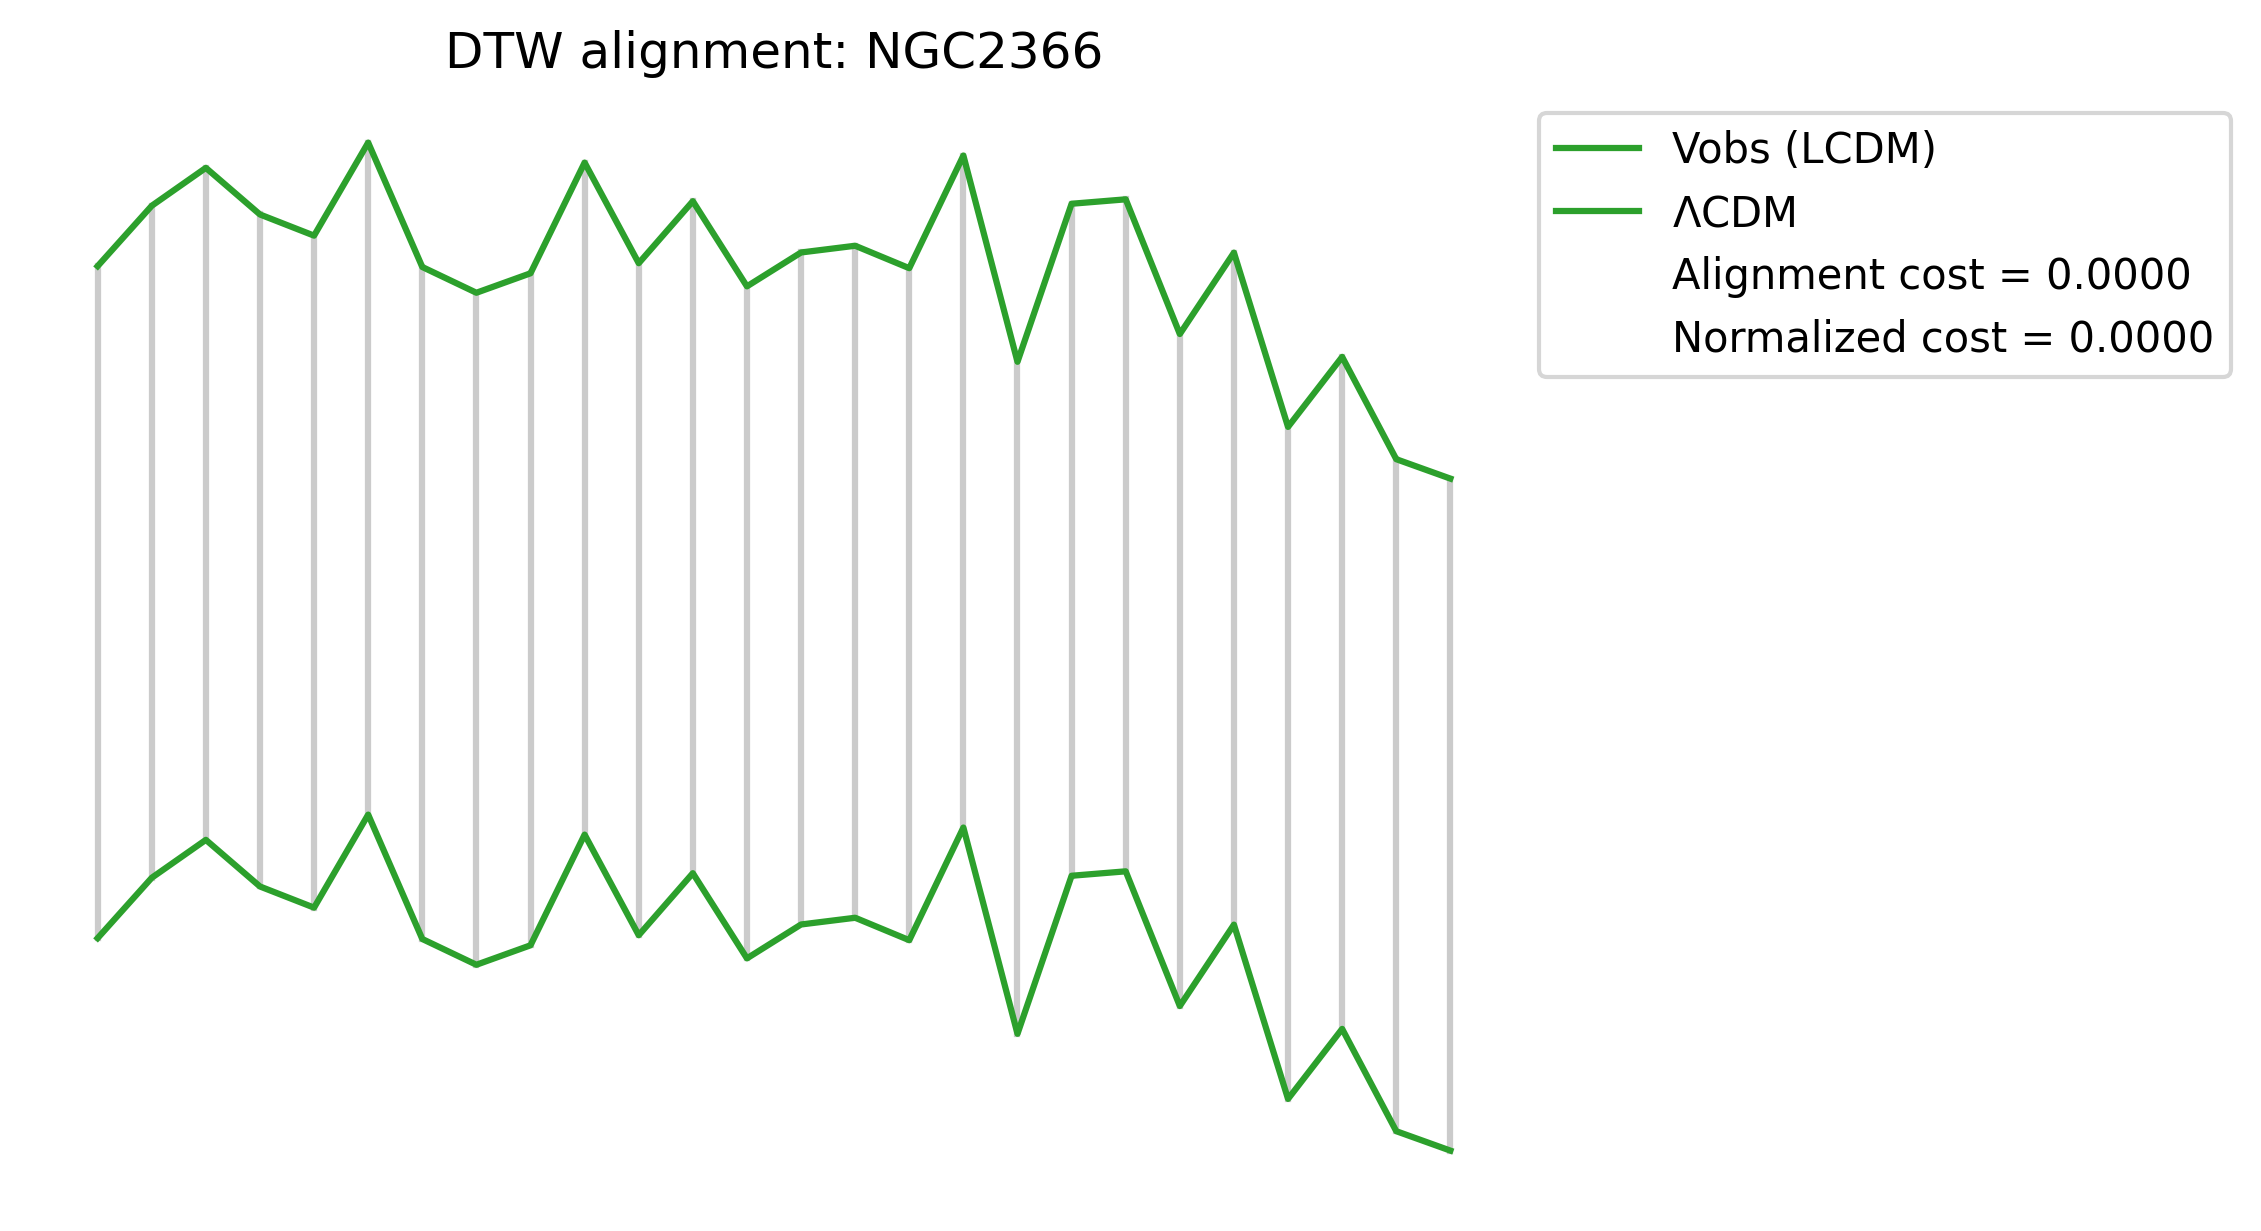 DTW alignment: NGC2366
Vobs (LCDM)
ΛCDM
Alignment cost = 0.0000
Normalized cost = 0.0000